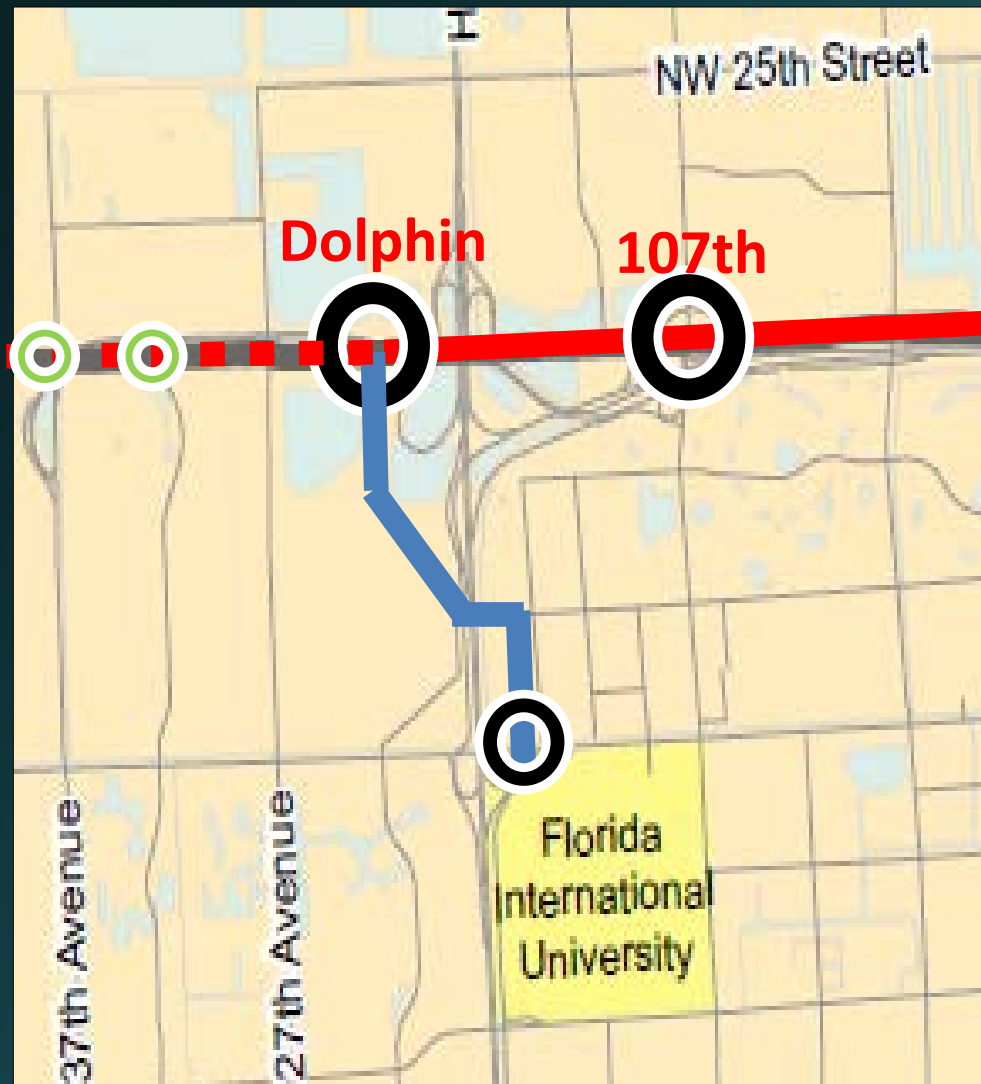 NW 25th Street
Dolphin
107th
37th Avenue
27th Avenue
Florida
International
University